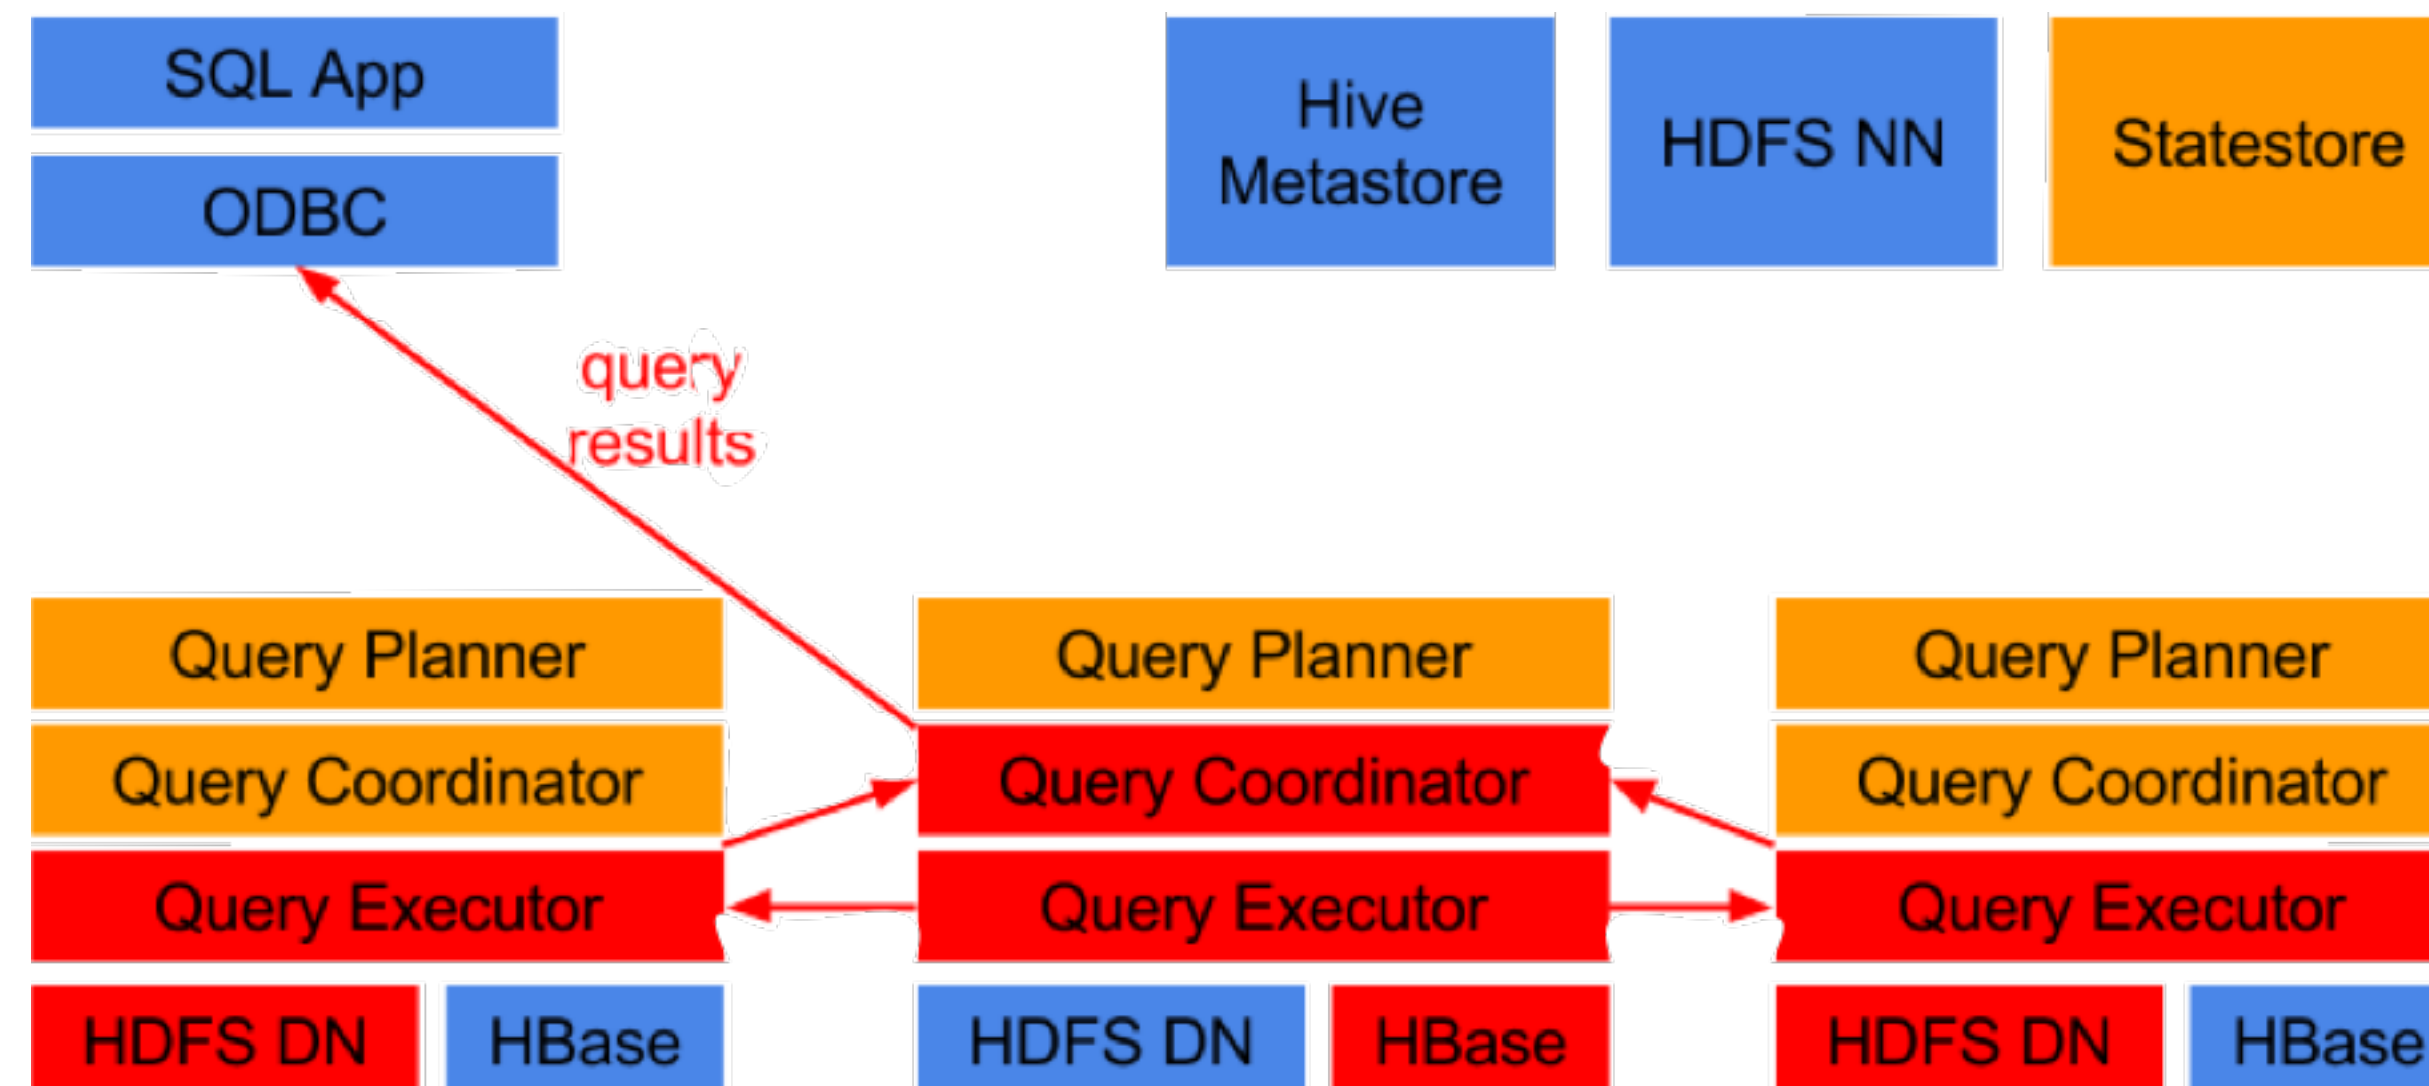 SQL App
ODBC
Hive
Metastore
HDFS NN
Statestore
query
results
Query Planner
Query Coordinator
Query Executor
HDFS DN
HBase
Query Planner
Query Coordinator
Query Executor
HDFS DN
HBase
Query Planner
Query Coordinator
Query Executor
HDFS DN
HBase